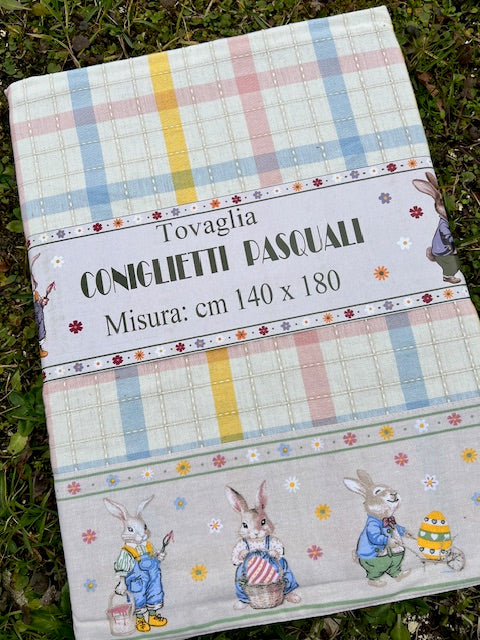 Tovaglia
CONIGLIETTI PASQUALI
Misura: cm 140 x 180